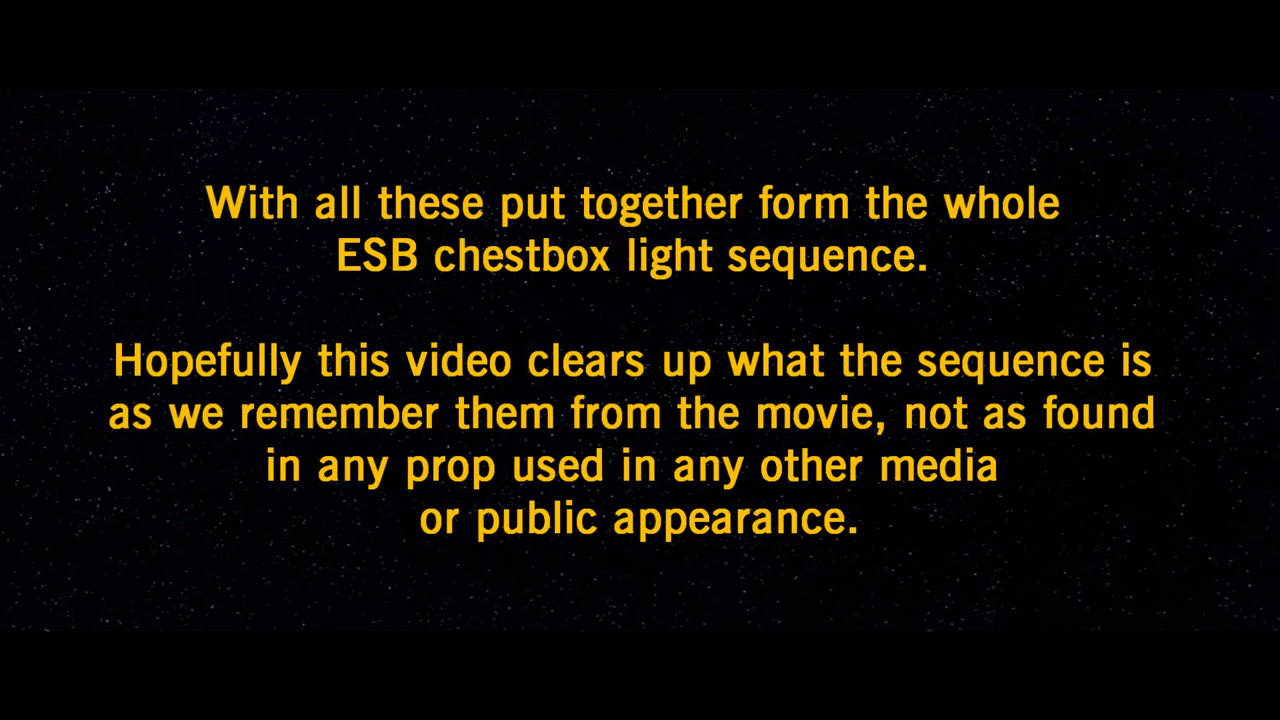 With all these put together form the whole
ESB chestbox light sequence.
Hopefully this video clears up what the sequence is
as we remember them from the movie, not as found
in any prop used in any other media
or public appearance.